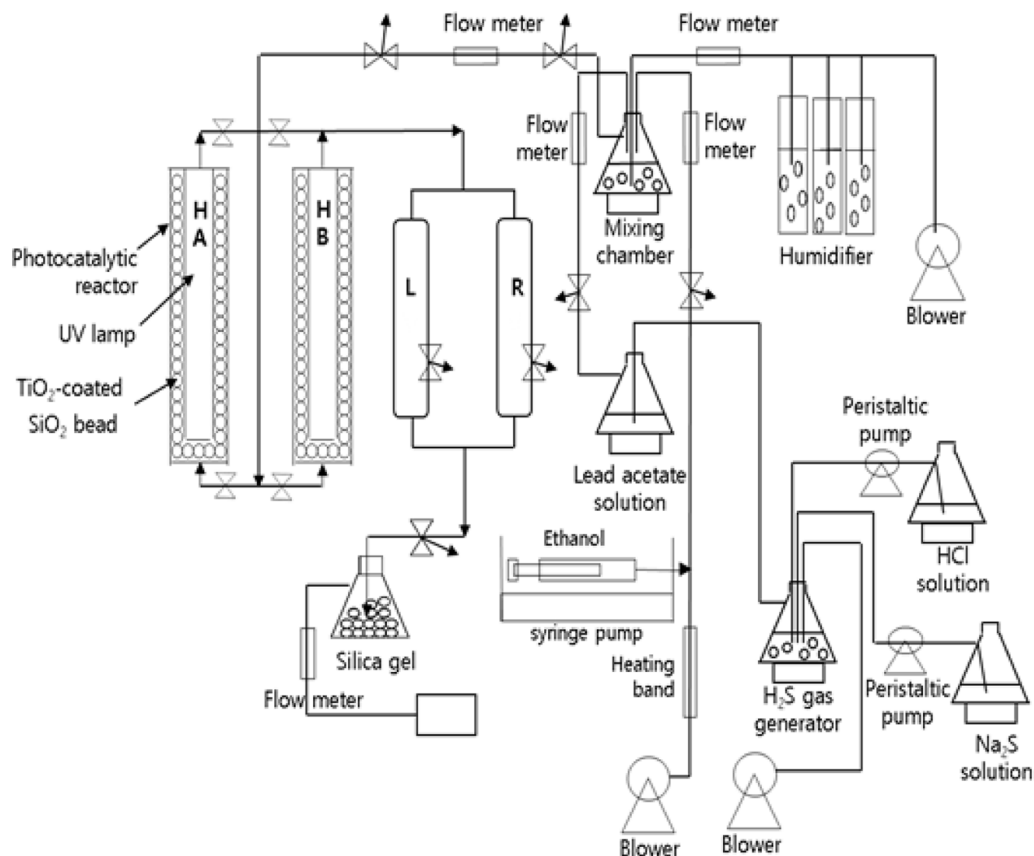 Flow meter
Flow meter
Flow
meter
Flow
meter
Mixing
chamber
Humidifier
Blower
H
A
H
B
Photocatalytic
reactor
UV lamp
TiO₂-coated
SiO₂ bead
L
R
Lead acetate
solution
Peristaltic
pump
HCl
solution
Ethanol
syringe pump
Heating
band
Silica gel
Flow meter
H₂S gas
generator
Peristaltic
pump
Na₂S
solution
Blower
Blower